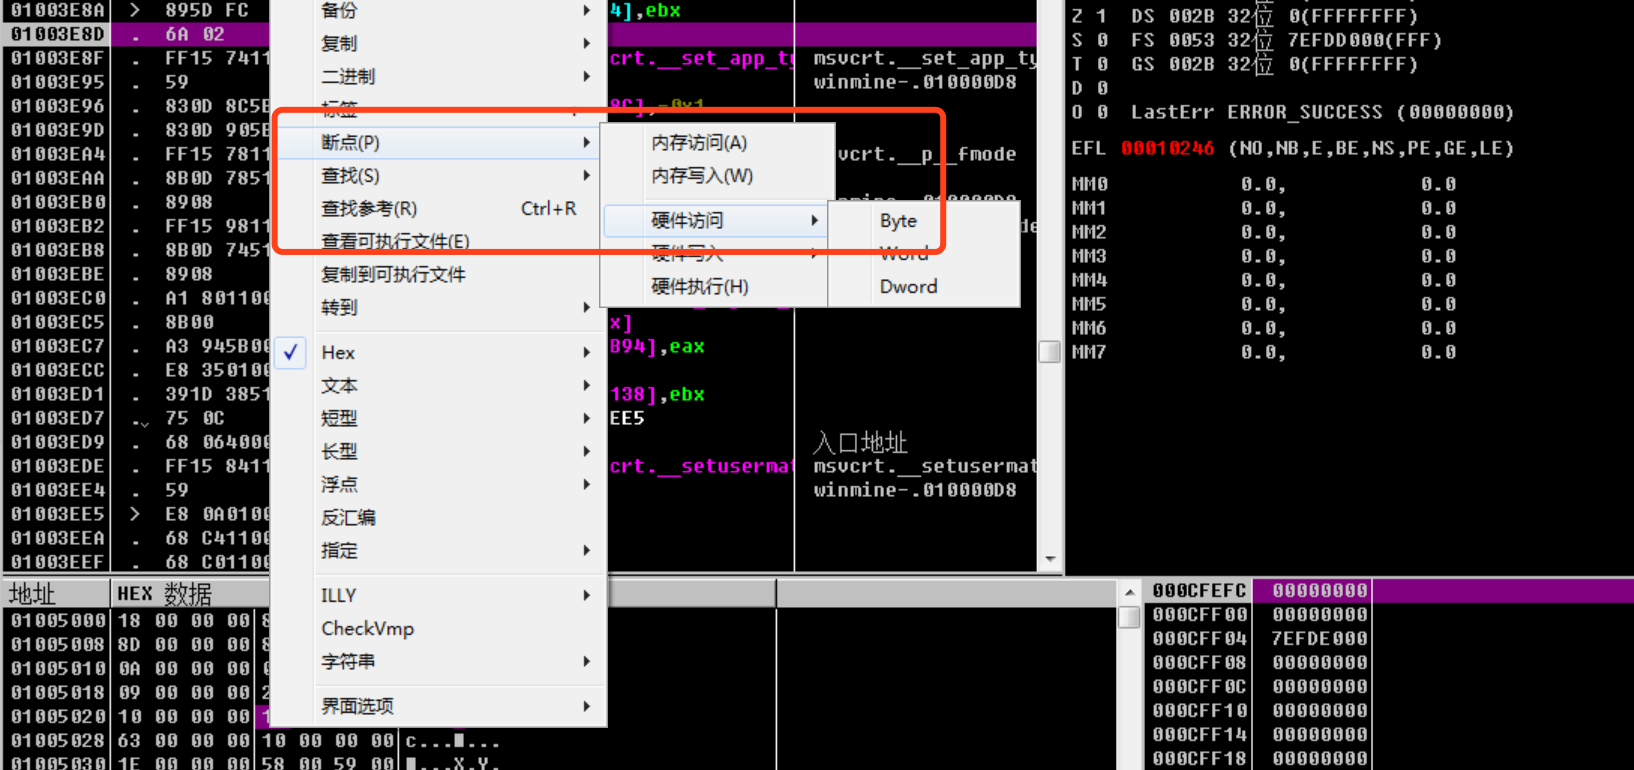 01003E8A > 895D FC
01003E8D . 6A 02
01003E8F . FF15 7411
01003E95 . 59
01003E96 . 830D 8C5B
01003E9D . 830D 905B
01003EA4 . FF15 7811
01003EAA . 8B0D 7851
01003EB0 . 8908
01003EB2 . FF15 9811
01003EB8 . 8B0D 7451
01003EBE . 8908
01003EC0 . A1 801100
01003EC5 . 8B00
01003EC7 . A3 945B00
01003ECC . E8 350100
01003ED1 . 391D 3851
01003ED7 . 75 0C
01003ED9 . 68 064000
01003EDE . FF15 8411
01003EE4 . 59
01003EE5 > E8 0A0100
01003EEA . 68 C41100
01003EEF . 68 C01100
备份
复制
二进制
标签
断点(P)
查找(S)
查找参考(R) Ctrl+R
查看可执行文件(E)
复制到可执行文件
转到
Hex
文本
短型
长型
浮点
反汇编
指定
ILLY
CheckVmp
字符串
界面选项
内存访问(A)
内存写入(W)
硬件访问
硬件写入
硬件执行(H)
Byte
Word
Dword
4],ebx
crt.__set_app_ty
8C],-0x1
x]
B94],eax
138],ebx
EE5
crt.__setusermat
msvcrt.__set_app_ty
winmine-.010000D8
vcrt.__p__fmode
winmine-.010000D8
de
入口地址
msvcrt.__setusermat
winmine-.010000D8
Z 1 DS 002B 32位 0(FFFFFFFF)
S 0 FS 0053 32位 7EFDD000(FFF)
T 0 GS 002B 32位 0(FFFFFFFF)
D 0
O 0 LastErr ERROR_SUCCESS (00000000)
EFL 00010246 (NO,NB,E,BE,NS,PE,GE,LE)
MM0 0.0, 0.0
MM1 0.0, 0.0
MM2 0.0, 0.0
MM3 0.0, 0.0
MM4 0.0, 0.0
MM5 0.0, 0.0
MM6 0.0, 0.0
MM7 0.0, 0.0
地址 HEX 数据
01005000 18 00 00 00
01005008 8D 00 00 00
01005010 0A 00 00 00
01005018 09 00 00 00 2
01005020 10 00 00 00 1
01005028 63 00 00 00 10 00 00 00 c...■...
01005030 1E 00 00 00 58 00 59 00 ■...X.Y.
000CFEFC 00000000
000CFF00 00000000
000CFF04 7EFDE000
000CFF08 00000000
000CFF0C 00000000
000CFF10 00000000
000CFF14 00000000
000CFF18 00000000